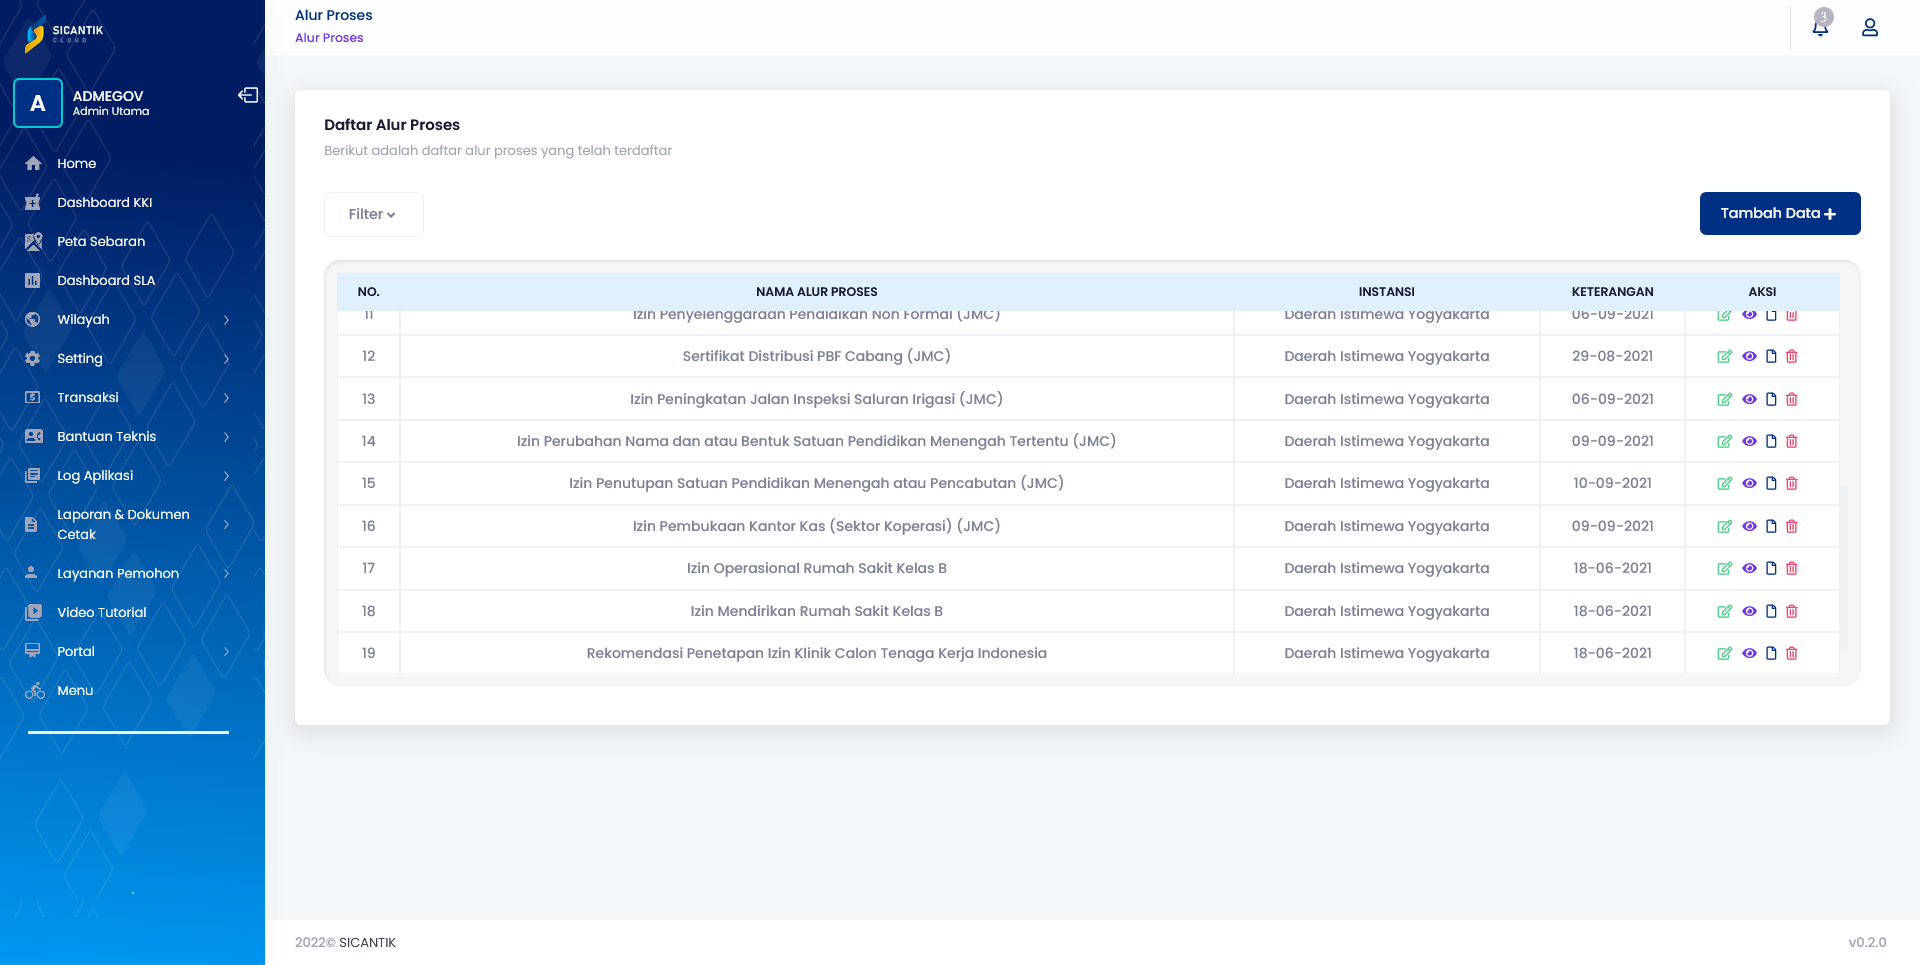 SICANTIK
CLOUD
A
ADMEGOV
Admin Utama
Home
Dashboard KKI
Peta Sebaran
Dashboard SLA
Wilayah
Setting
Transaksi
Bantuan Teknis
Log Aplikasi
Laporan & Dokumen
Cetak
Layanan Pemohon
Video Tutorial
Portal
Menu
Alur Proses
Alur Proses
3
Daftar Alur Proses
Berikut adalah daftar alur proses yang telah terdaftar
Filter
Tambah Data
NO. NAMA ALUR PROSES INSTANSI KETERANGAN AKSI
11 Izin Penyelenggaraan Pendidikan Non Formal (JMC) Daerah Istimewa Yogyakarta 06-09-2021
12 Sertifikat Distribusi PBF Cabang (JMC) Daerah Istimewa Yogyakarta 29-08-2021
13 Izin Peningkatan Jalan Inspeksi Saluran Irigasi (JMC) Daerah Istimewa Yogyakarta 06-09-2021
14 Izin Perubahan Nama dan atau Bentuk Satuan Pendidikan Menengah Tertentu (JMC) Daerah Istimewa Yogyakarta 09-09-2021
15 Izin Penutupan Satuan Pendidikan Menengah atau Pencabutan (JMC) Daerah Istimewa Yogyakarta 10-09-2021
16 Izin Pembukaan Kantor Kas (Sektor Koperasi) (JMC) Daerah Istimewa Yogyakarta 09-09-2021
17 Izin Operasional Rumah Sakit Kelas B Daerah Istimewa Yogyakarta 18-06-2021
18 Izin Mendirikan Rumah Sakit Kelas B Daerah Istimewa Yogyakarta 18-06-2021
19 Rekomendasi Penetapan Izin Klinik Calon Tenaga Kerja Indonesia Daerah Istimewa Yogyakarta 18-06-2021
2022© SICANTIK
v0.2.0